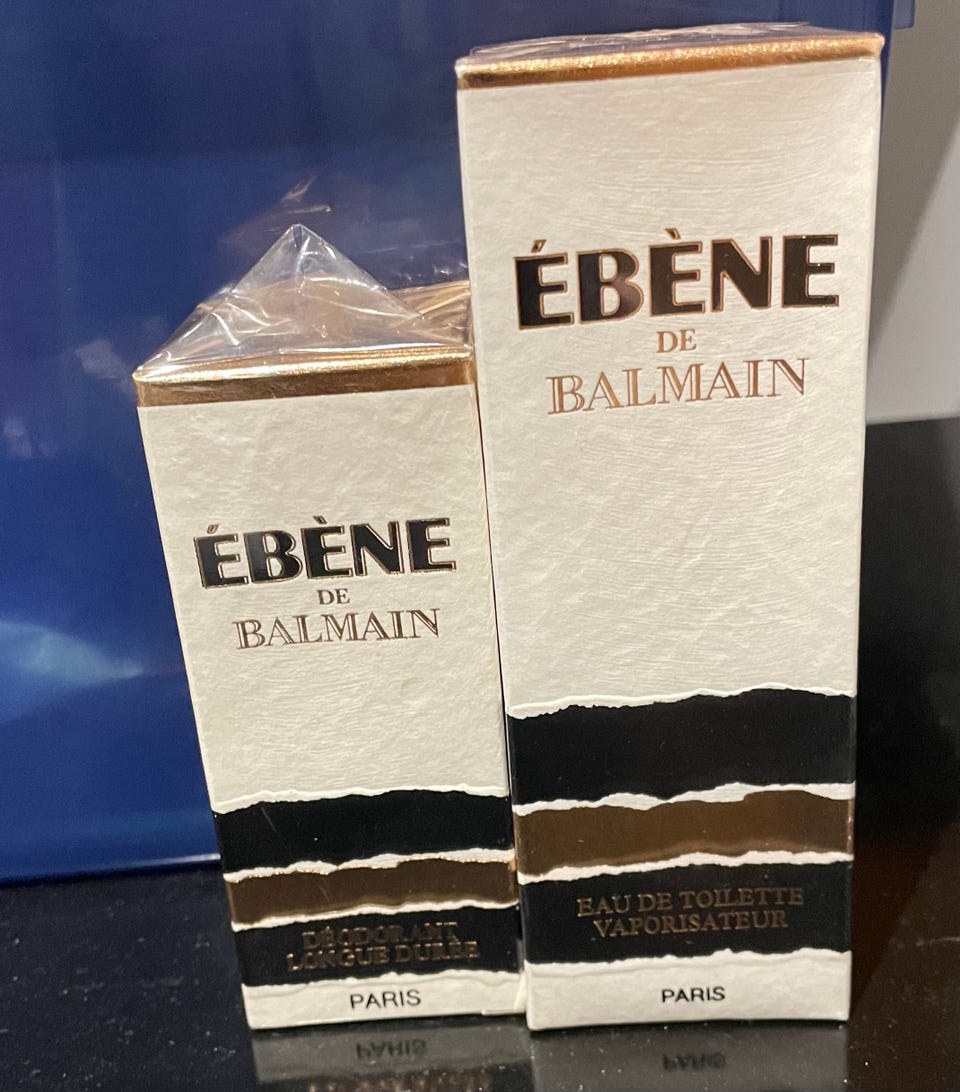 ÉBÈNE
DE
BALMAIN
DÉODORANT
LONGUE DURÉE
PARIS
ÉBÈNE
DE
BALMAIN
EAU DE TOILETTE
VAPORISATEUR
PARIS